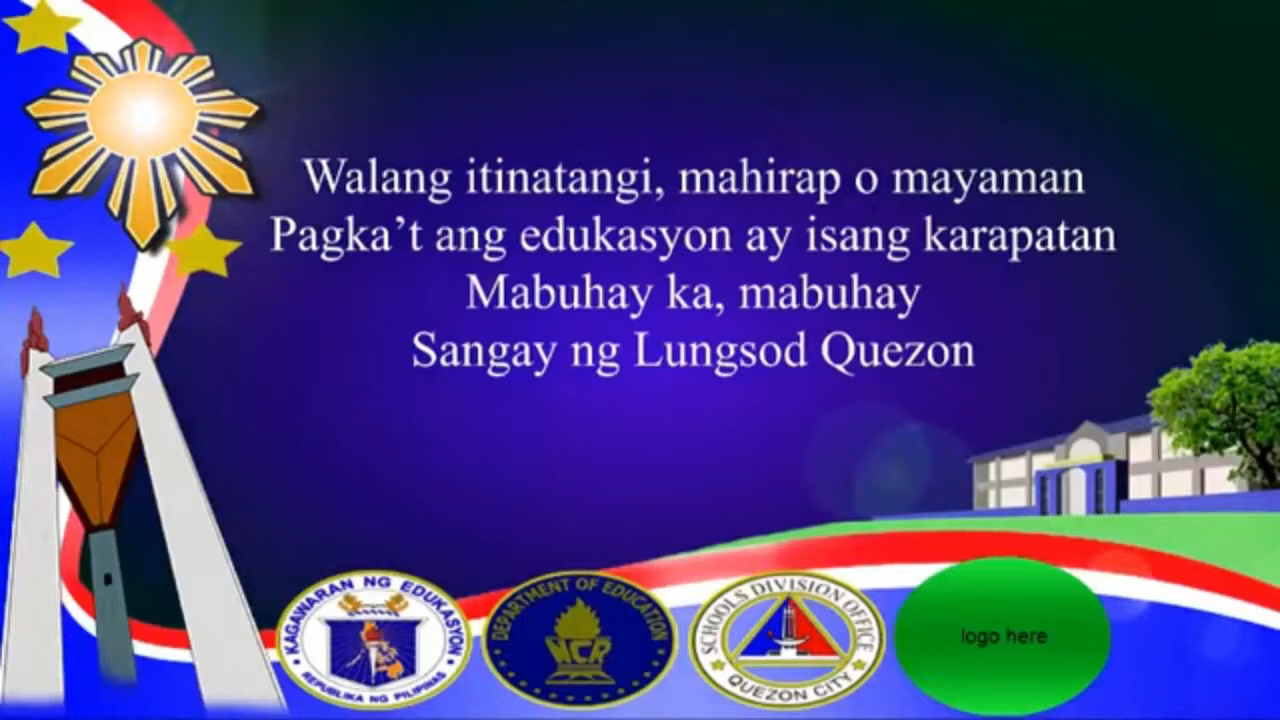 Walang itinatangi, mahirap o mayaman
Pagka't ang edukasyon ay isang karapatan
Mabuhay ka, mabuhay
Sangay ng Lungsod Quezon
KAGAWARAN NG EDUKASYON
REPUBLIKA NG PILIPINAS
DEPARTMENT OF EDUCATION
NCR
SCHOOLS DIVISION OFFICE
QUEZON CITY
logo here